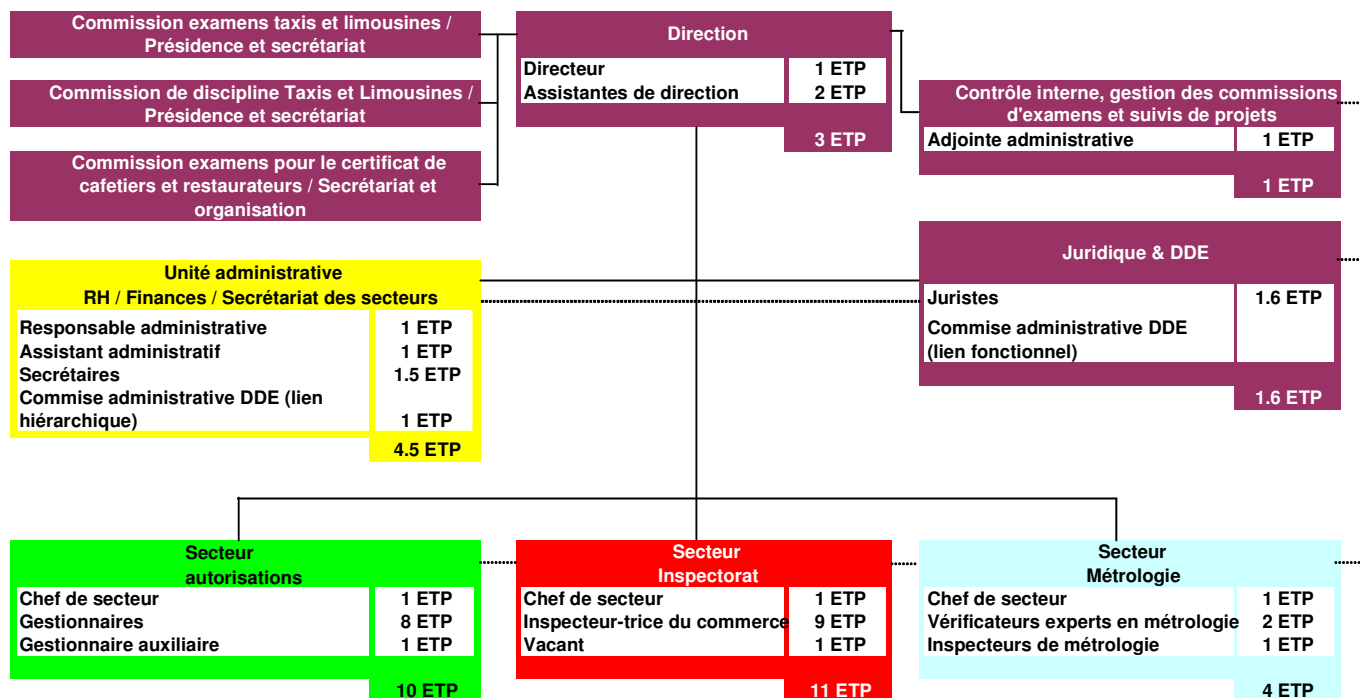 Commission examens taxis et limousines /
Présidence et secrétariat
Commission de discipline Taxis et Limousines /
Présidence et secrétariat
Commission examens pour le certificat de
cafetiers et restaurateurs / Secrétariat et
organisation
Direction
Directeur 1 ETP
Assistantes de direction 2 ETP
3 ETP
Contrôle interne, gestion des commissions
d'examens et suivis de projets
Adjointe administrative 1 ETP
1 ETP
Juridique & DDE
Juristes 1.6 ETP
Commise administrative DDE
(lien fonctionnel)
1.6 ETP
Unité administrative
RH / Finances / Secrétariat des secteurs
Responsable administrative 1 ETP
Assistant administratif 1 ETP
Secrétaires 1.5 ETP
Commise administrative DDE (lien
hiérarchique) 1 ETP
4.5 ETP
Secteur
autorisations
Chef de secteur 1 ETP
Gestionnaires 8 ETP
Gestionnaire auxiliaire 1 ETP
10 ETP
Secteur
Inspectorat
Chef de secteur 1 ETP
Inspecteur-trice du commerce 9 ETP
Vacant 1 ETP
11 ETP
Secteur
Métrologie
Chef de secteur 1 ETP
Vérificateurs experts en métrologie 2 ETP
Inspecteurs de métrologie 1 ETP
4 ETP